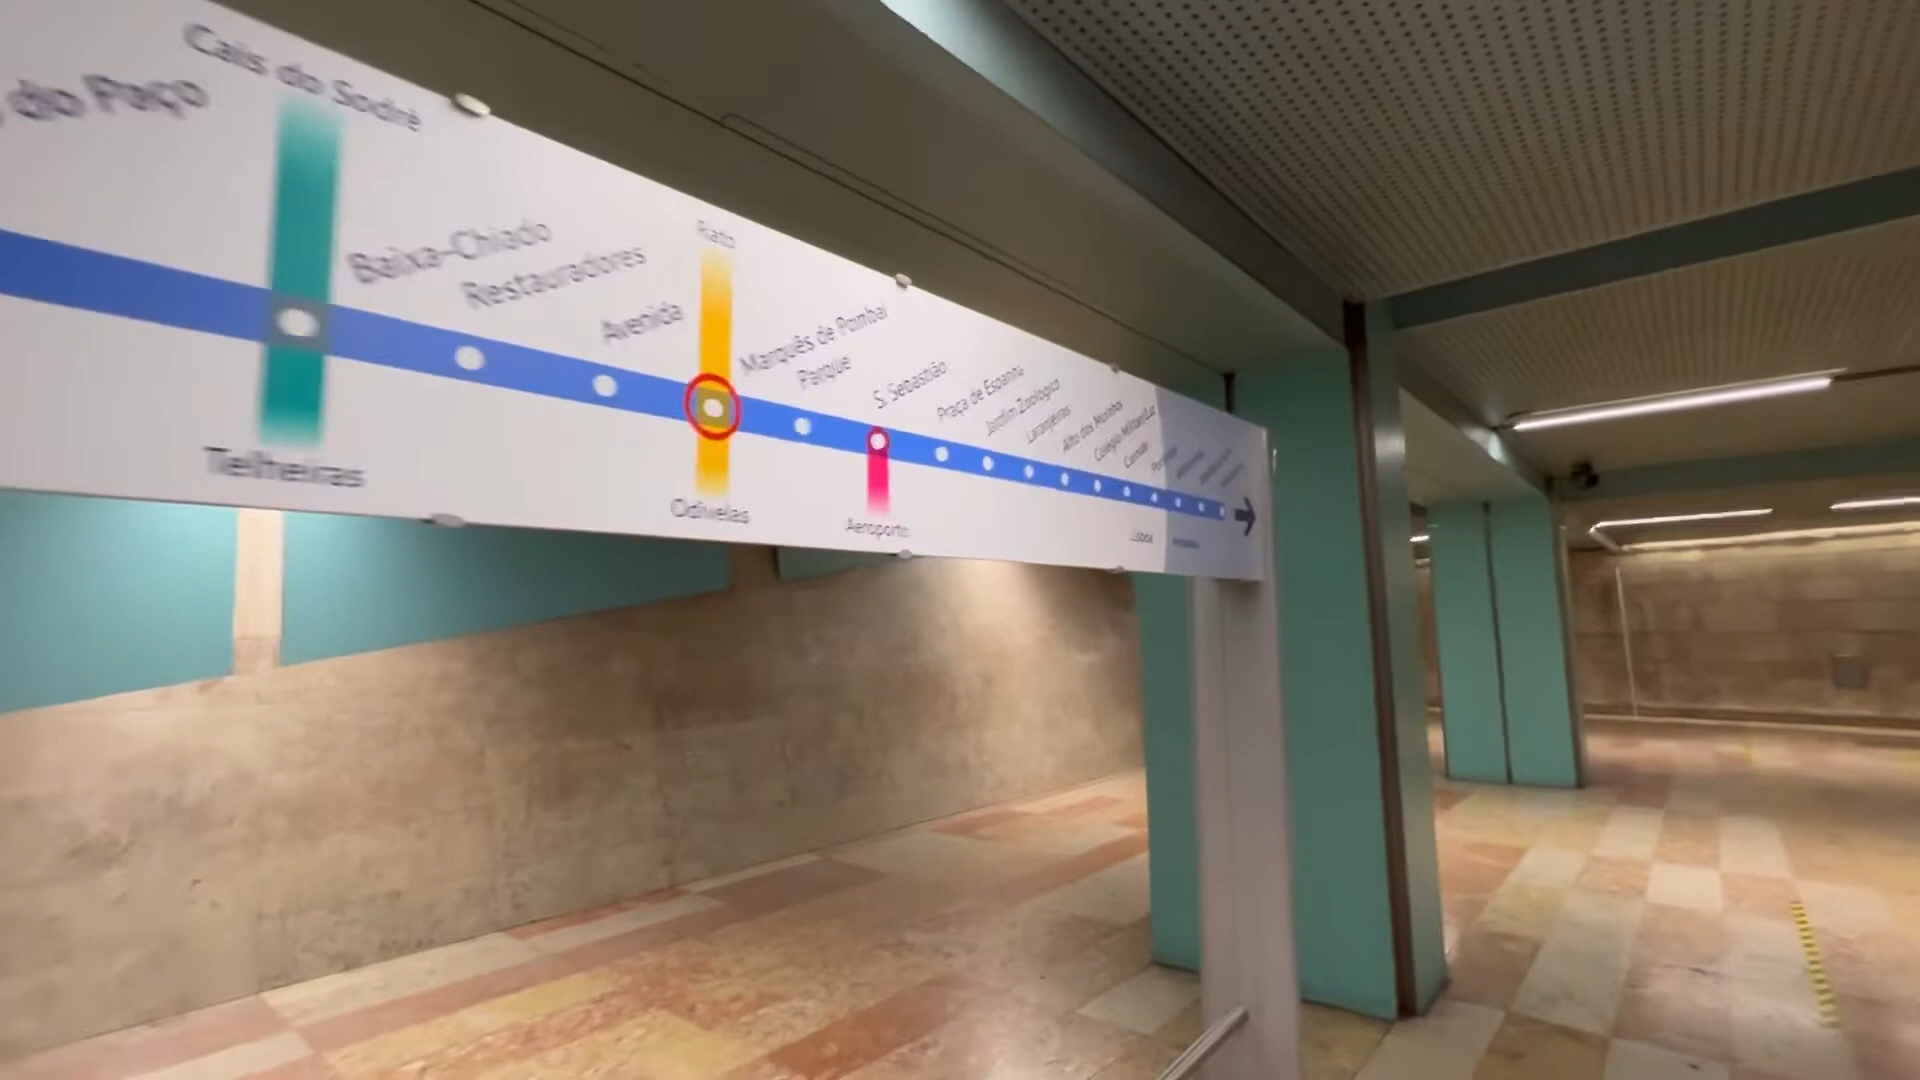 do Paço
Cais do Sodré
Telheiras
Baixa-Chiado
Restauradores
Avenida
Rato
Odivelas
Marquês de Pombal
Parque
S. Sebastião
Aeroporto
Praça de Espanha
Jardim Zoológico
Laranjeiras
Alto dos Moinhos
Colégio Militar/Luz
Carnide
Lisboa